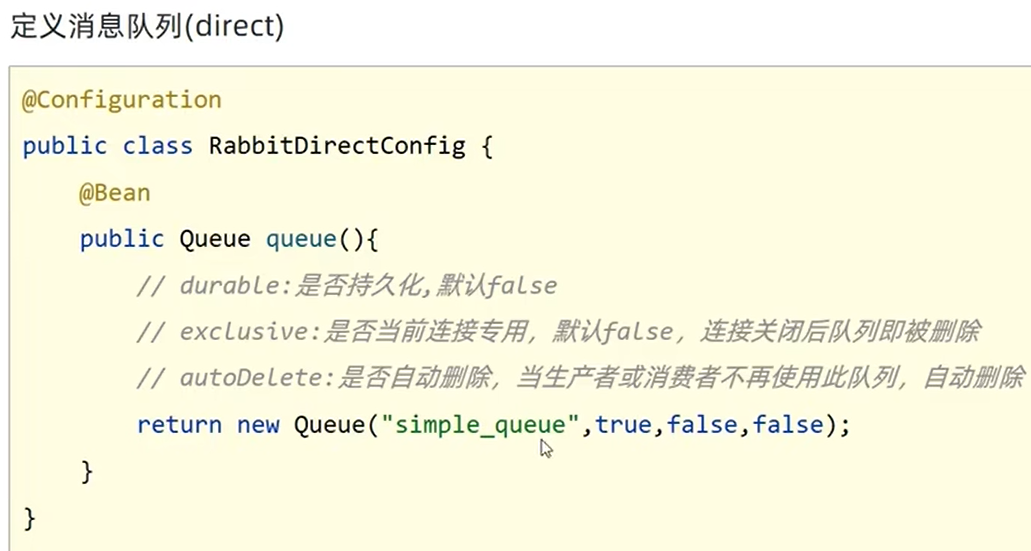 定义消息队列(direct)
@Configuration
public class RabbitDirectConfig {
@Bean
public Queue queue(){
// durable:是否持久化,默认false
// exclusive:是否当前连接专用，默认false，连接关闭后队列即被删除
// autoDelete:是否自动删除，当生产者或消费者不再使用此队列，自动删除
return new Queue("simple_queue",true,false,false);
}
}